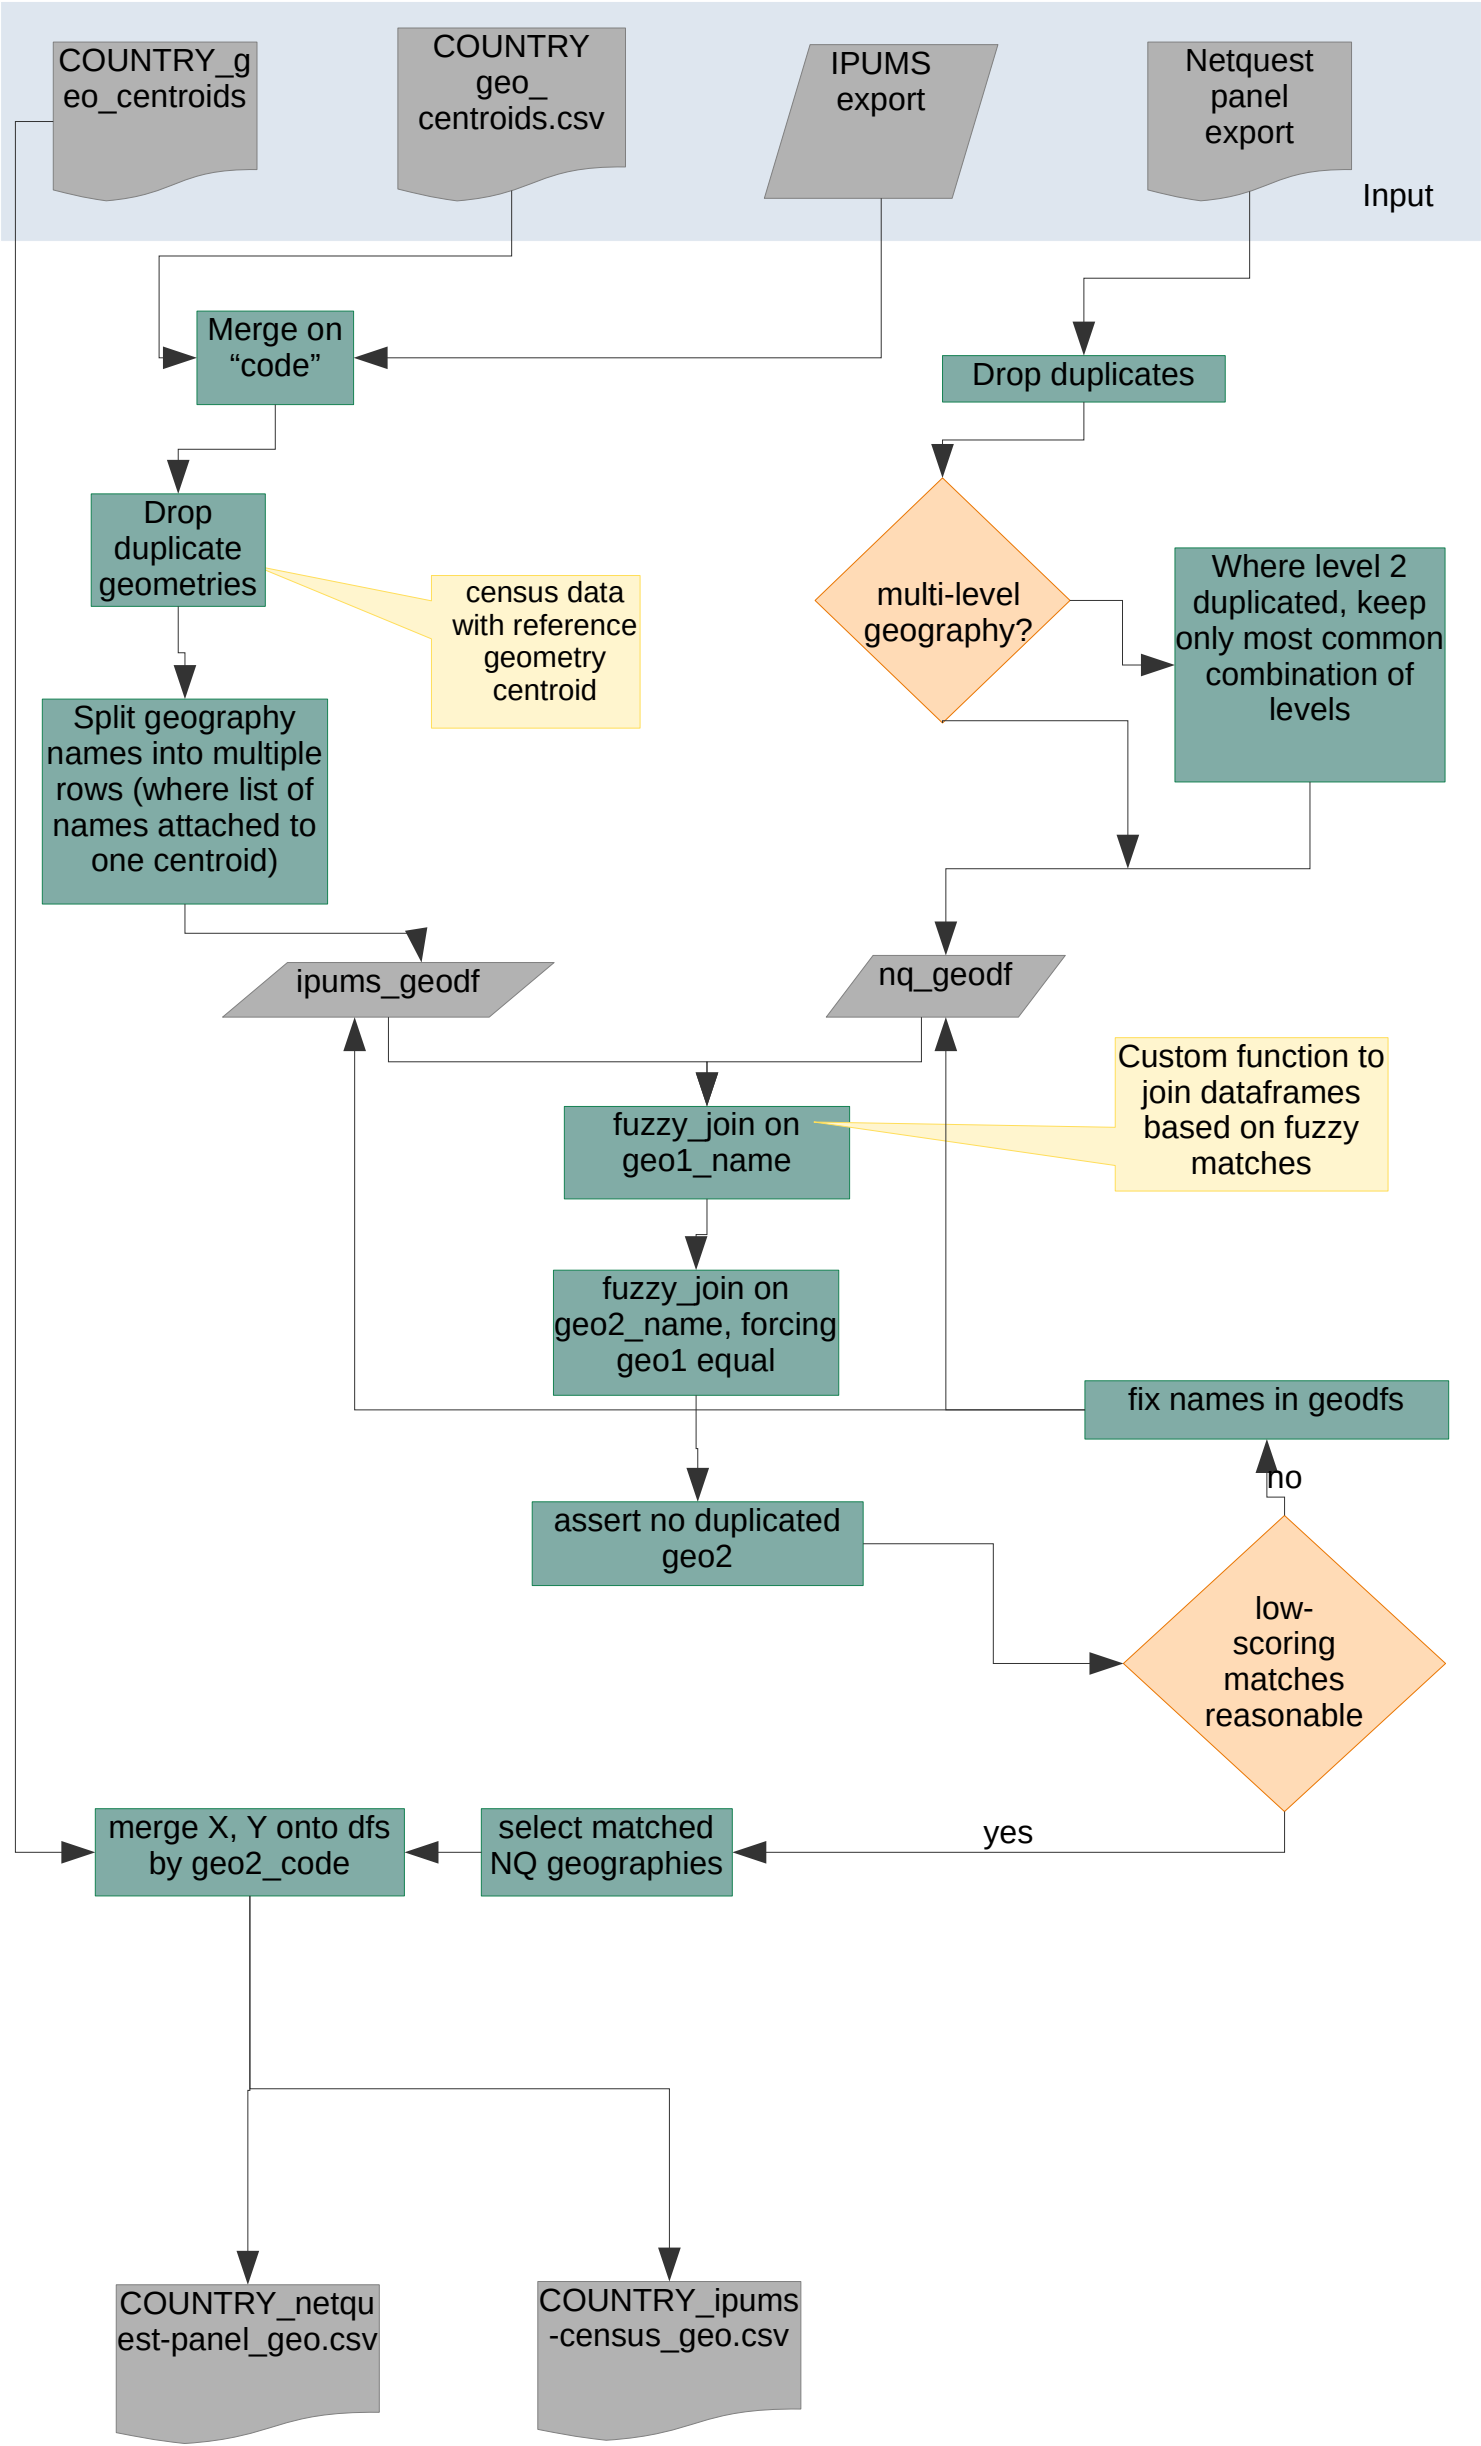 COUNTRY_g
eo_centroids
COUNTRY
geo_
centroids.csv
IPUMS
export
Netquest
panel
export
Input
Merge on
“code”
Drop duplicates
Drop
duplicate
geometries
census data
with reference
geometry
centroid
multi-level
geography?
Where level 2
duplicated, keep
only most common
combination of
levels
Split geography
names into multiple
rows (where list of
names attached to
one centroid)
ipums_geodf
nq_geodf
Custom function to
join dataframes
based on fuzzy
matches
fuzzy_join on
geo1_name
fuzzy_join on
geo2_name, forcing
geo1 equal
fix names in geodfs
no
assert no duplicated
geo2
low-
scoring
matches
reasonable
yes
select matched
NQ geographies
merge X, Y onto dfs
by geo2_code
COUNTRY_netqu
est-panel_geo.csv
COUNTRY_ipums
-census_geo.csv